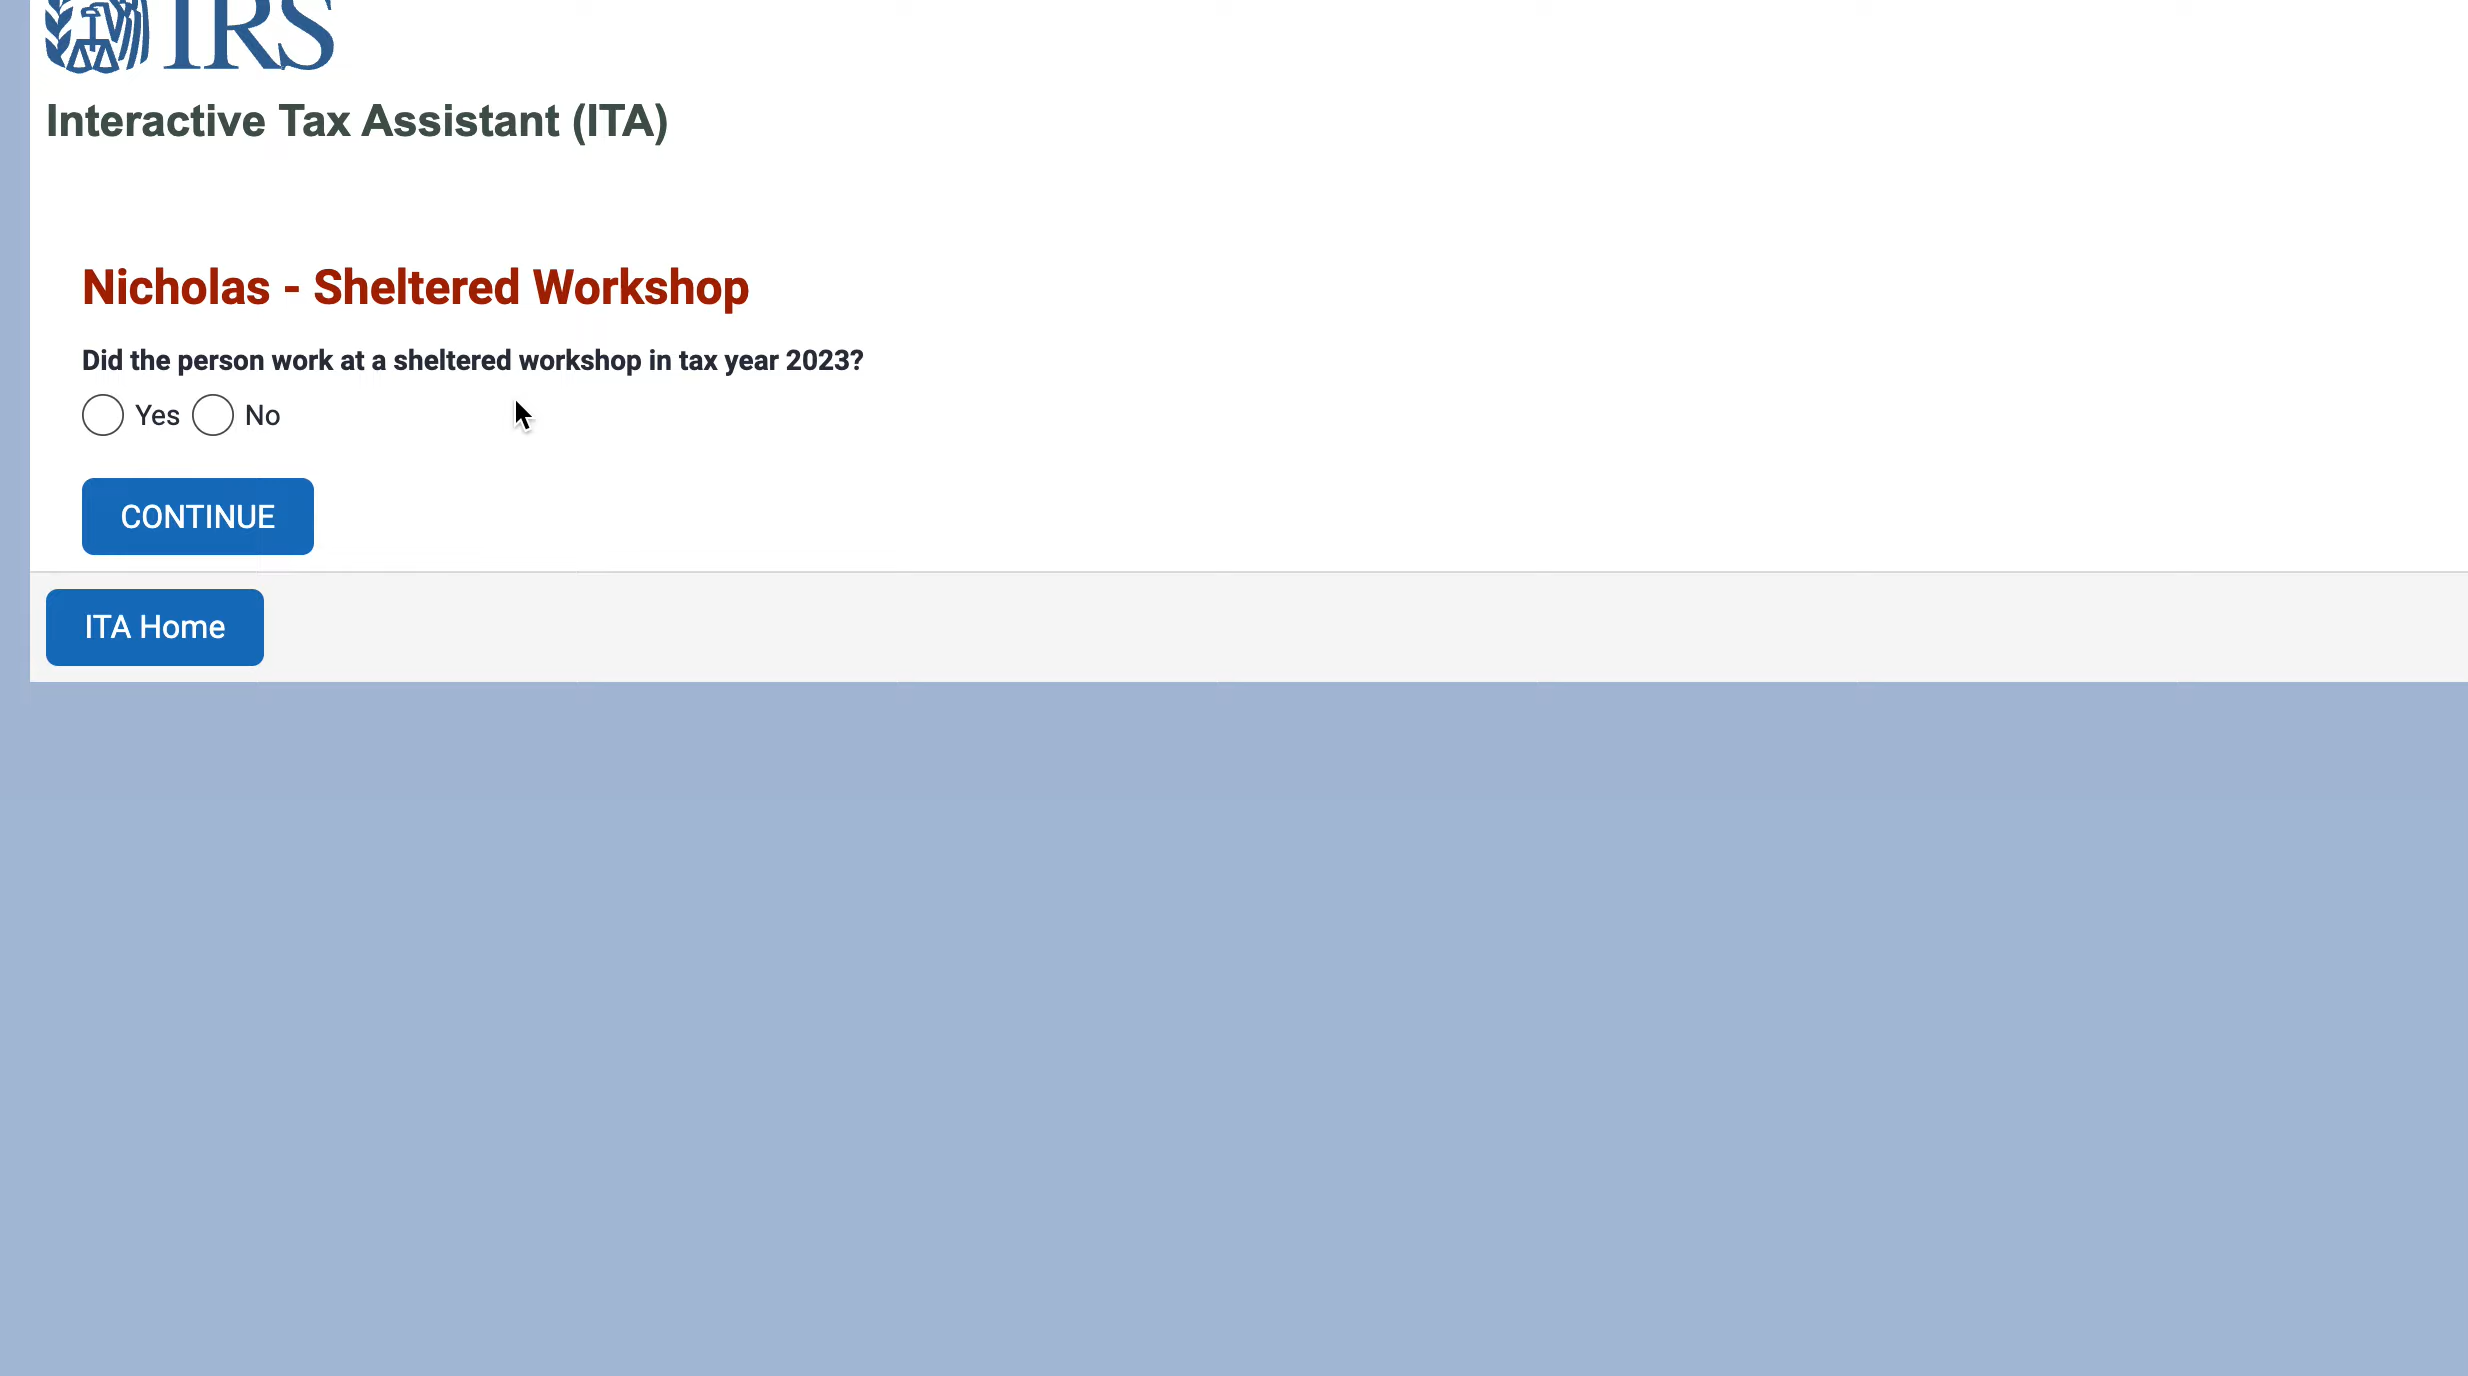 IRS
Interactive Tax Assistant (ITA)
Nicholas - Sheltered Workshop
Did the person work at a sheltered workshop in tax year 2023?
Yes No
CONTINUE
ITA Home